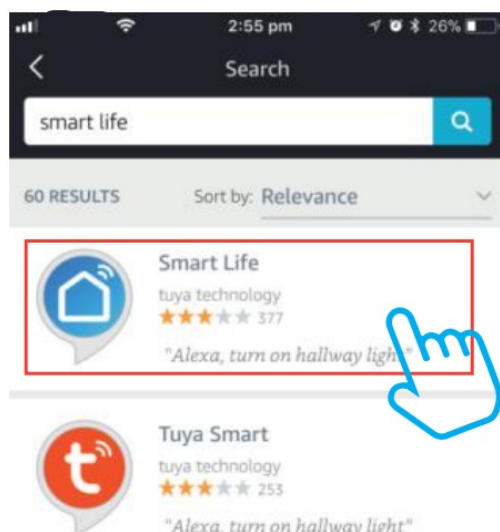 2:55 pm 26%
Search
smart life
60 RESULTS Sort by: Relevance
Smart Life
tuya technology
377
"Alexa, turn on hallway light"
Tuya Smart
tuya technology
253
"Alexa, turn on hallway light"